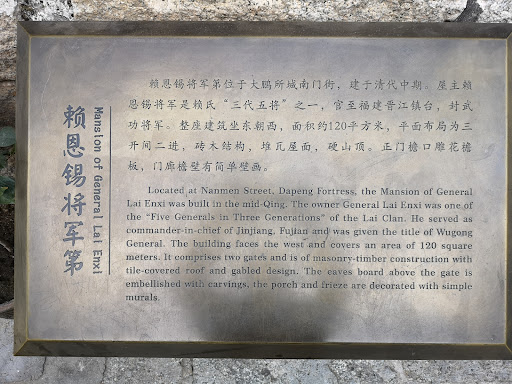 赖恩锡将军第
Mansion of General Lai Enxi
赖恩锡将军第位于大鹏所城南门街，建于清代中期。屋主赖
恩锡将军是赖氏“三代五将”之一，官至福建晋江镇台，封武
功将军。整座建筑坐东朝西，面积约120平方米，平面布局为三
开间二进，砖木结构，堆瓦屋面，硬山顶。正门檐口雕花檐
板，门廊檐壁有简单壁画。
Located at Nanmen Street, Dapeng Fortress, the Mansion of General
Lai Enxi was built in the mid-Qing. The owner General Lai Enxi was one of
the “Five Generals in Three Generations” of the Lai Clan. He served as
commander-in-chief of Jinjiang, Fujian and was given the title of Wugong
General. The building faces the west and covers an area of 120 square
meters. It comprises two gates and is of masonry-timber construction with
tile-covered roof and gabled design. The eaves board above the gate is
embellished with carvings, the porch and frieze are decorated with simple
murals.